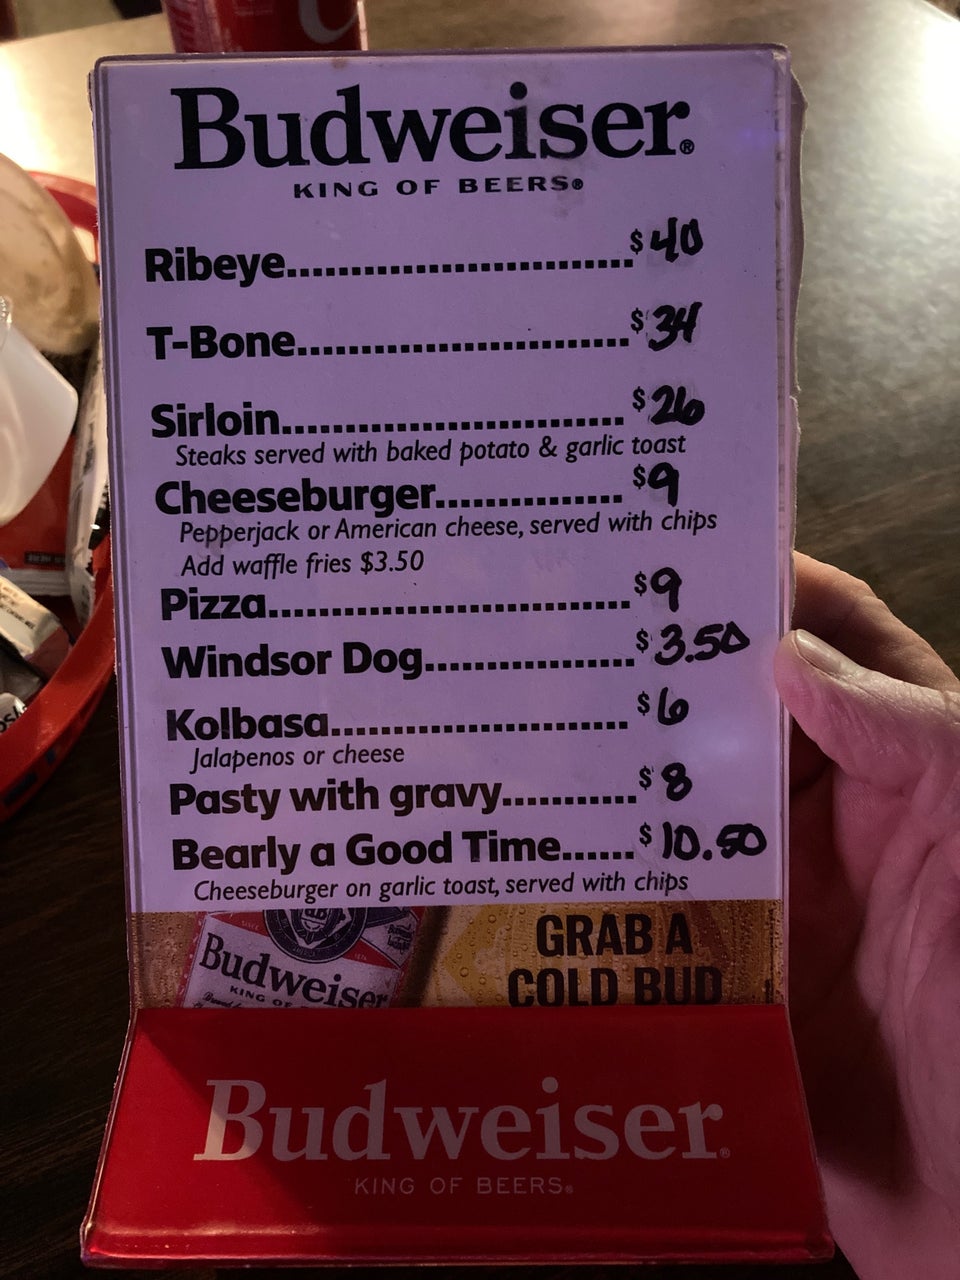 Budweiser®
KING OF BEERS®
Ribeye..............................$40
T-Bone.............................$34
Sirloin..............................$26
Steaks served with baked potato & garlic toast
Cheeseburger...............$9
Pepperjack or American cheese, served with chips
Add waffle fries $3.50
Pizza...............................$9
Windsor Dog..................$3.50
Kolbasa..........................$6
Jalapenos or cheese
Pasty with gravy............$8
Bearly a Good Time......$10.50
Cheeseburger on garlic toast, served with chips
Budweiser
KING OF
GRAB A
COLD BUD
Budweiser®
KING OF BEERS®